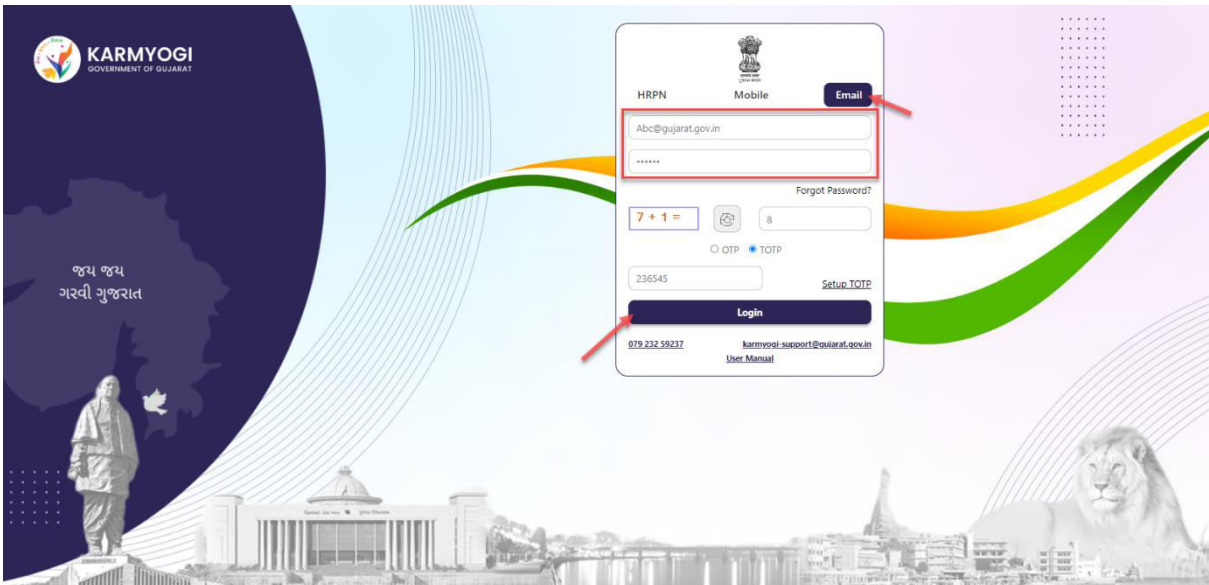 KARMYOGI
GOVERNMENT OF GUJARAT
જય જય
ગરવી ગુજરાત
HRPN Mobile Email
Abc@gujarat.gov.in
••••••
Forgot Password?
7 + 1 = 8
OTP TOTP
236545 Setup TOTP
Login
079 232 59237 karmyogi-support@gujarat.gov.in
User Manual